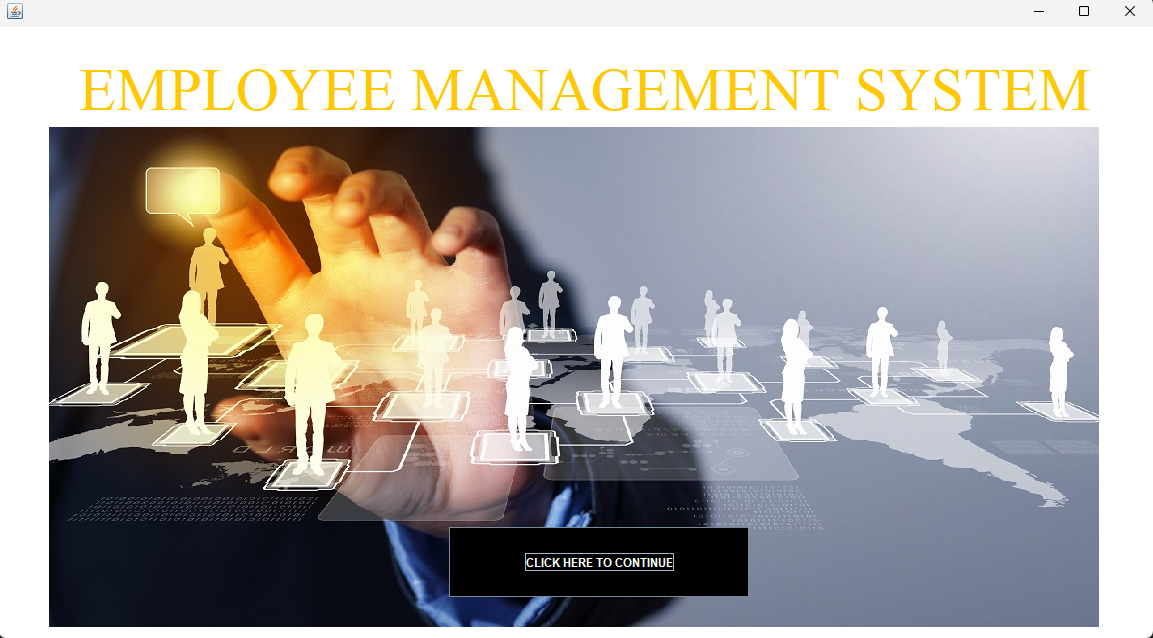 EMPLOYEE MANAGEMENT SYSTEM
CLICK HERE TO CONTINUE